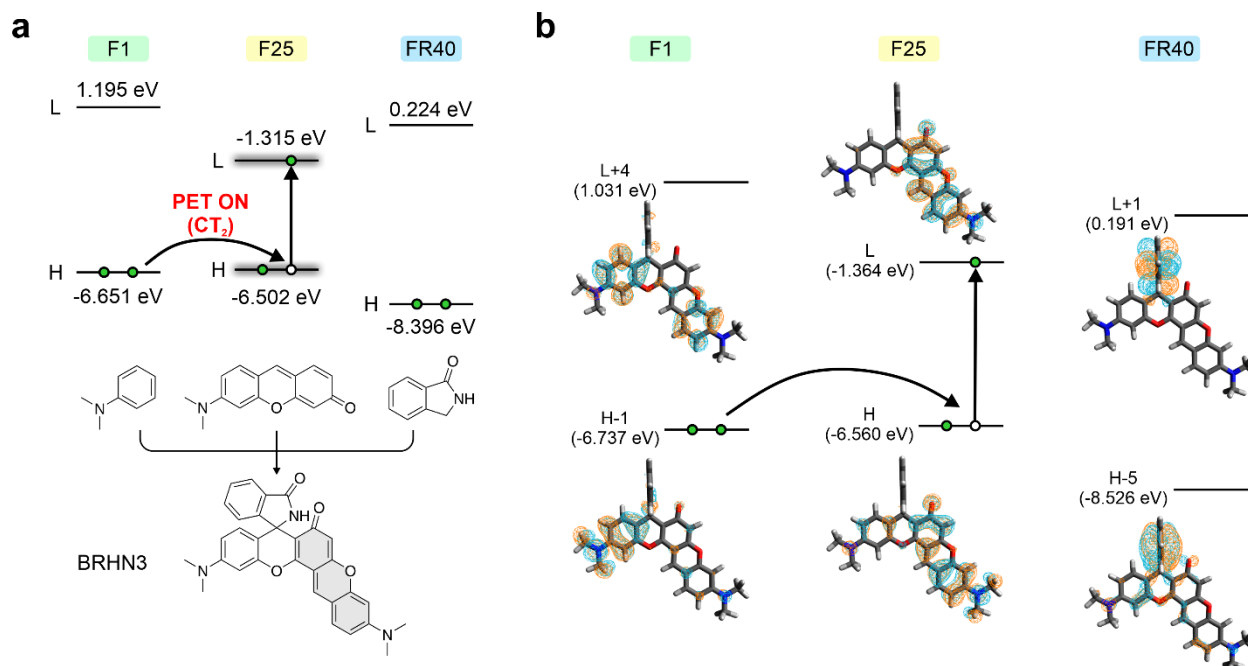 a
F1
F25
FR40
1.195 eV
L
0.224 eV
L
-1.315 eV
L
PET ON
(CT₂)
H
-6.651 eV
H
-6.502 eV
H
-8.396 eV
N
N
O
O
O
NH
O
NH
O
N
O
O
N
BRHN3
b
F1
F25
FR40
L+4
(1.031 eV)
L
(-1.364 eV)
L+1
(0.191 eV)
H-1
(-6.737 eV)
H
(-6.560 eV)
H-5
(-8.526 eV)